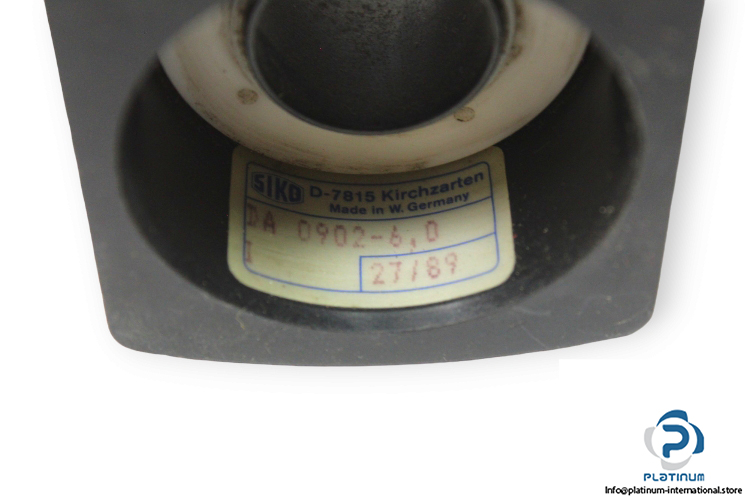 SIKO D-7815 Kirchzarten
Made in W. Germany
DA 0902-6,0
I 27/89
PLATINUM
Info@platinum-international.store